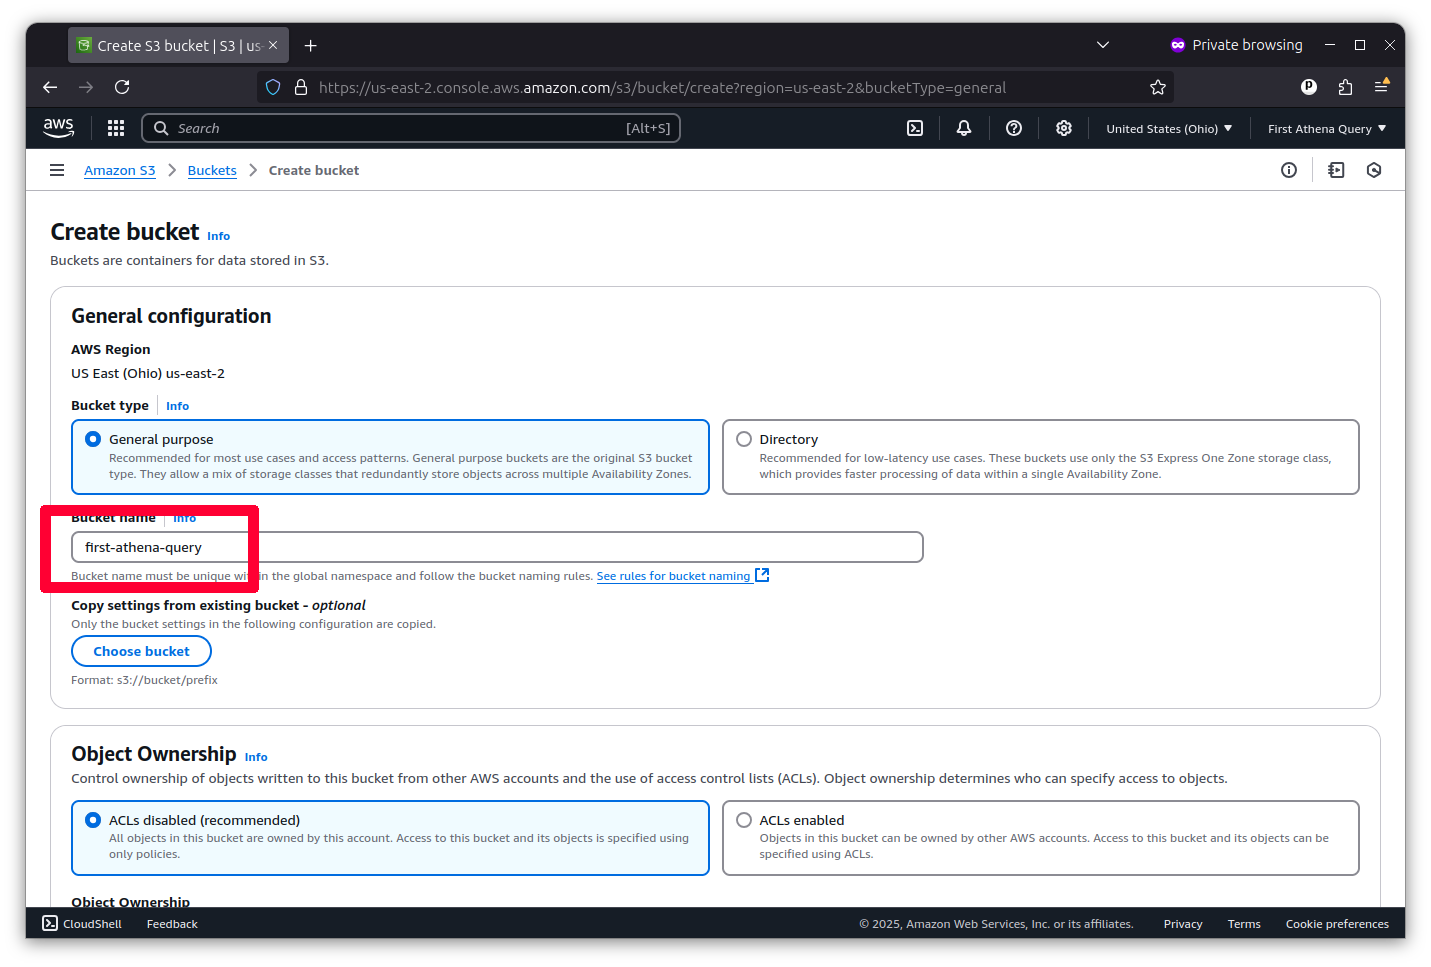 Create S3 bucket | S3 | us-
Private browsing
https://us-east-2.console.aws.amazon.com/s3/bucket/create?region=us-east-2&bucketType=general
aws
Search
[Alt+S]
United States (Ohio)
First Athena Query
Amazon S3 > Buckets > Create bucket
Create bucket Info
Buckets are containers for data stored in S3.
General configuration
AWS Region
US East (Ohio) us-east-2
Bucket type Info
General purpose
Recommended for most use cases and access patterns. General purpose buckets are the original S3 bucket
type. They allow a mix of storage classes that redundantly store objects across multiple Availability Zones.
Directory
Recommended for low-latency use cases. These buckets use only the S3 Express One Zone storage class,
which provides faster processing of data within a single Availability Zone.
Bucket name Info
first-athena-query
Bucket name must be unique within the global namespace and follow the bucket naming rules. See rules for bucket naming
Copy settings from existing bucket - optional
Only the bucket settings in the following configuration are copied.
Choose bucket
Format: s3://bucket/prefix
Object Ownership Info
Control ownership of objects written to this bucket from other AWS accounts and the use of access control lists (ACLs). Object ownership determines who can specify access to objects.
ACLs disabled (recommended)
All objects in this bucket are owned by this account. Access to this bucket and its objects is specified using
only policies.
ACLs enabled
Objects in this bucket can be owned by other AWS accounts. Access to this bucket and its objects can be
specified using ACLs.
Object Ownership
CloudShell
Feedback
© 2025, Amazon Web Services, Inc. or its affiliates.
Privacy
Terms
Cookie preferences